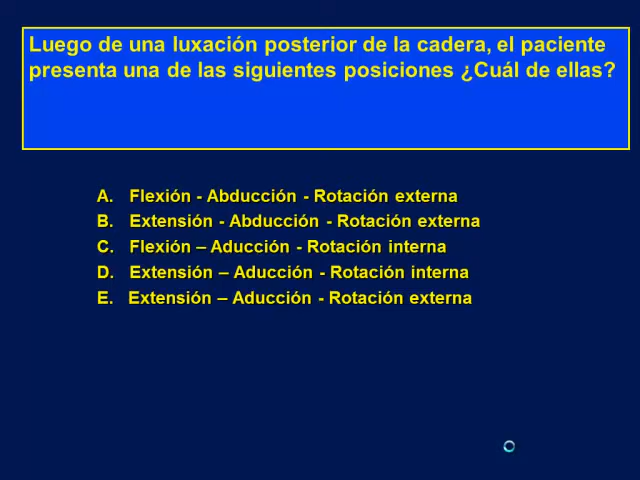 Luego de una luxación posterior de la cadera, el paciente
presenta una de las siguientes posiciones ¿Cuál de ellas?
A. Flexión - Abducción - Rotación externa
B. Extensión - Abducción - Rotación externa
C. Flexión – Aducción - Rotación interna
D. Extensión – Aducción - Rotación interna
E. Extensión – Aducción - Rotación externa